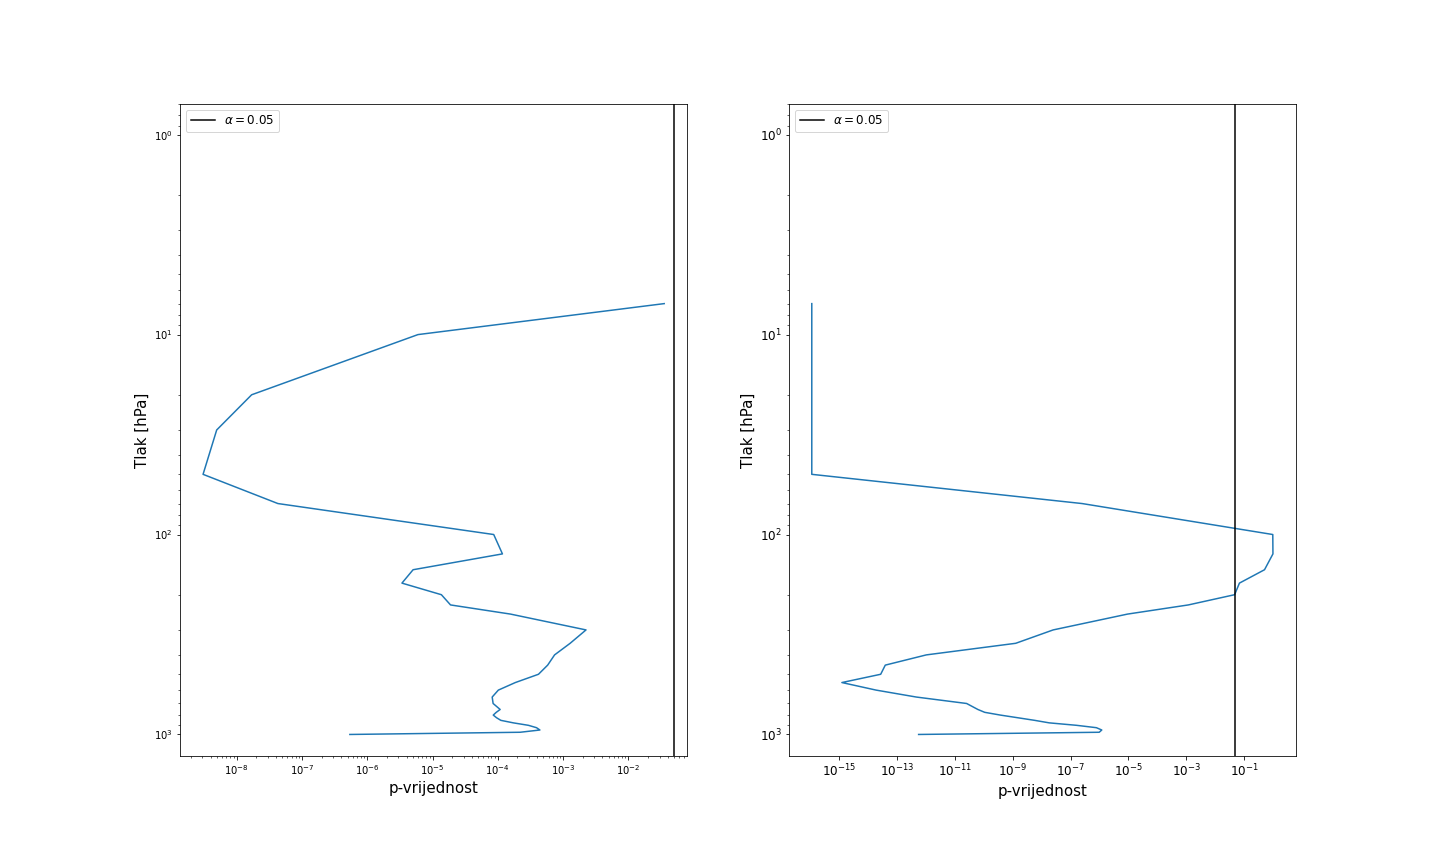 α = 0.05
10⁰
10¹
10²
10³
Tlak [hPa]
10⁻⁸ 10⁻⁷ 10⁻⁶ 10⁻⁵ 10⁻⁴ 10⁻³ 10⁻²
p-vrijednost
α = 0.05
10⁰
10¹
10²
10³
Tlak [hPa]
10⁻¹⁵ 10⁻¹³ 10⁻¹¹ 10⁻⁹ 10⁻⁷ 10⁻⁵ 10⁻³ 10⁻¹
p-vrijednost